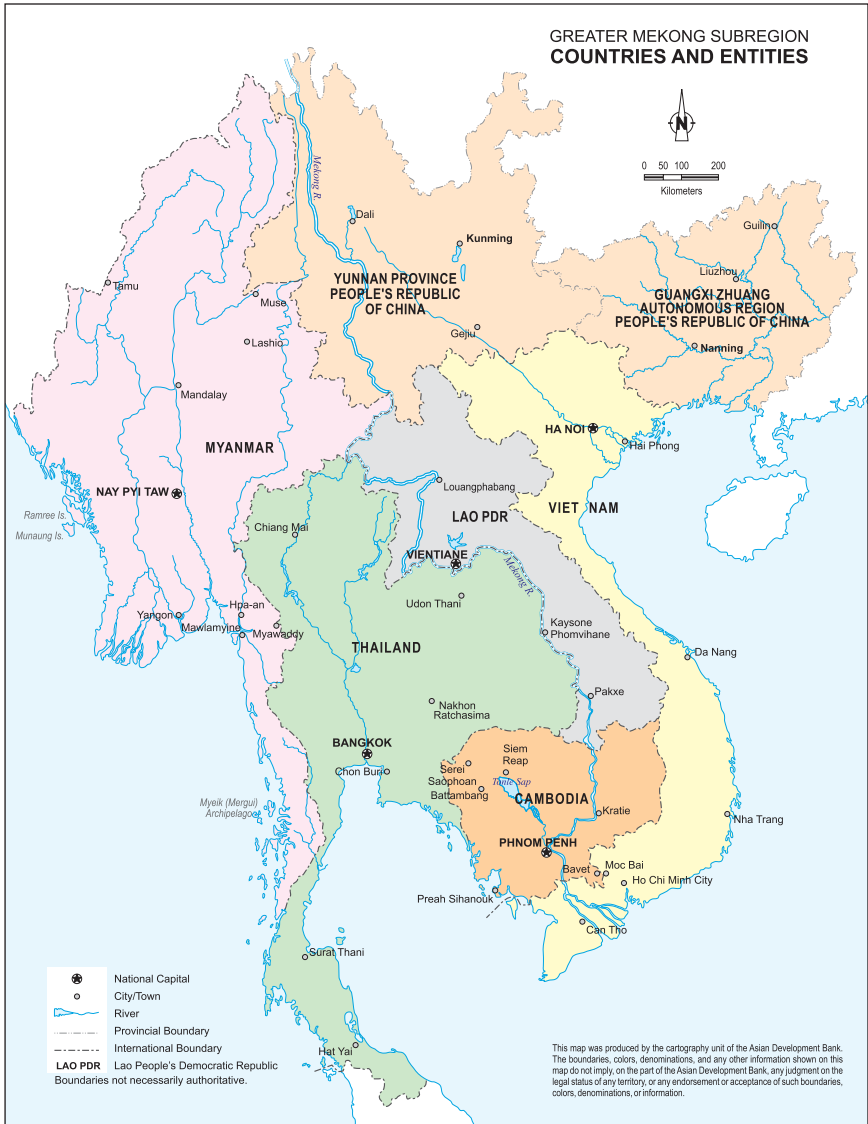 GREATER MEKONG SUBREGION
COUNTRIES AND ENTITIES
N
0 50 100 200
Kilometers
Mekong R.
Dali
Kunming
Guilin
YUNNAN PROVINCE
PEOPLE'S REPUBLIC
OF CHINA
Liuzhou
GUANGXI ZHUANG
AUTONOMOUS REGION
PEOPLE'S REPUBLIC OF CHINA
Tamu
Muse
Gejiu
Lashio
Nanning
Mandalay
HA NOI
Hai Phong
MYANMAR
Louangphabang
NAY PYI TAW
Ramree Is.
Munaung Is.
LAO PDR
VIET NAM
Chiang Mai
VIENTIANE
Mekong R.
Udon Thani
Hpa-an
Yangon
Mawlamyine
Myawaddy
Kaysone
Phomvihane
THAILAND
Da Nang
Pakxe
Nakhon
Ratchasima
BANGKOK
Chon Buri
Siem
Reap
Serei
Saophoan
Battambang
Tonle Sap
CAMBODIA
Myeik (Mergui)
Archipelago
Kratie
Nha Trang
PHNOM PENH
Bavet
Moc Bai
Ho Chi Minh City
Preah Sihanouk
Can Tho
Surat Thani
Hat Yai
National Capital
City/Town
River
Provincial Boundary
International Boundary
LAO PDR Lao People's Democratic Republic
Boundaries not necessarily authoritative.
This map was produced by the cartography unit of the Asian Development Bank.
The boundaries, colors, denominations, and any other information shown on this
map do not imply, on the part of the Asian Development Bank, any judgment on the
legal status of any territory, or any endorsement or acceptance of such boundaries,
colors, denominations, or information.